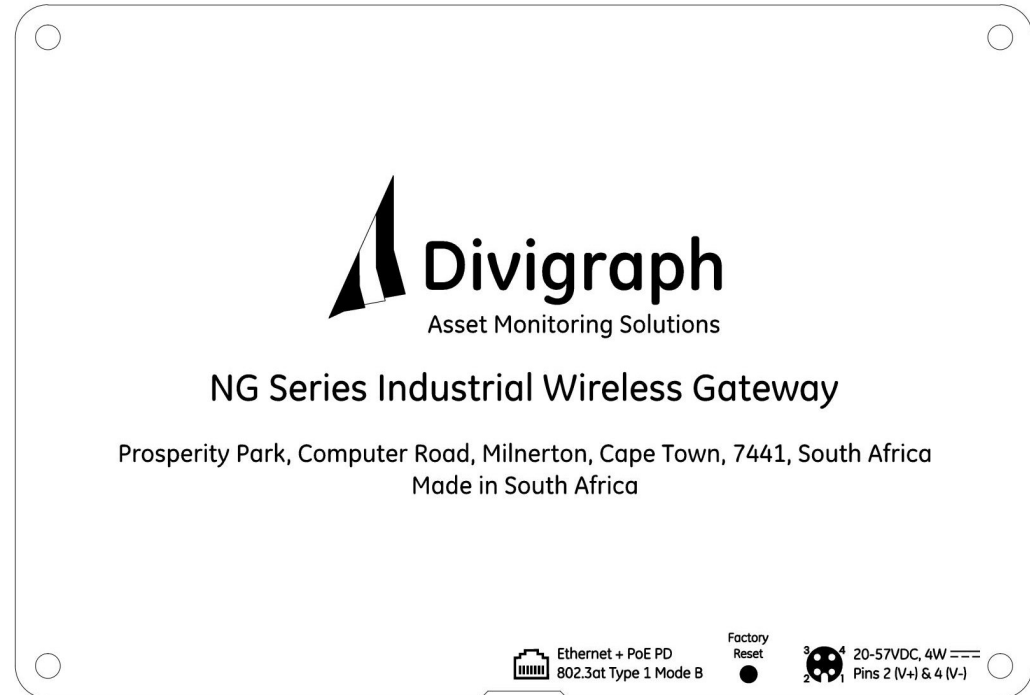 Divigraph
Asset Monitoring Solutions
NG Series Industrial Wireless Gateway
Prosperity Park, Computer Road, Milnerton, Cape Town, 7441, South Africa
Made in South Africa
Ethernet + PoE PD
802.3at Type 1 Mode B
Factory
Reset
3 4
2 1
20-57VDC, 4W
Pins 2 (V+) & 4 (V-)